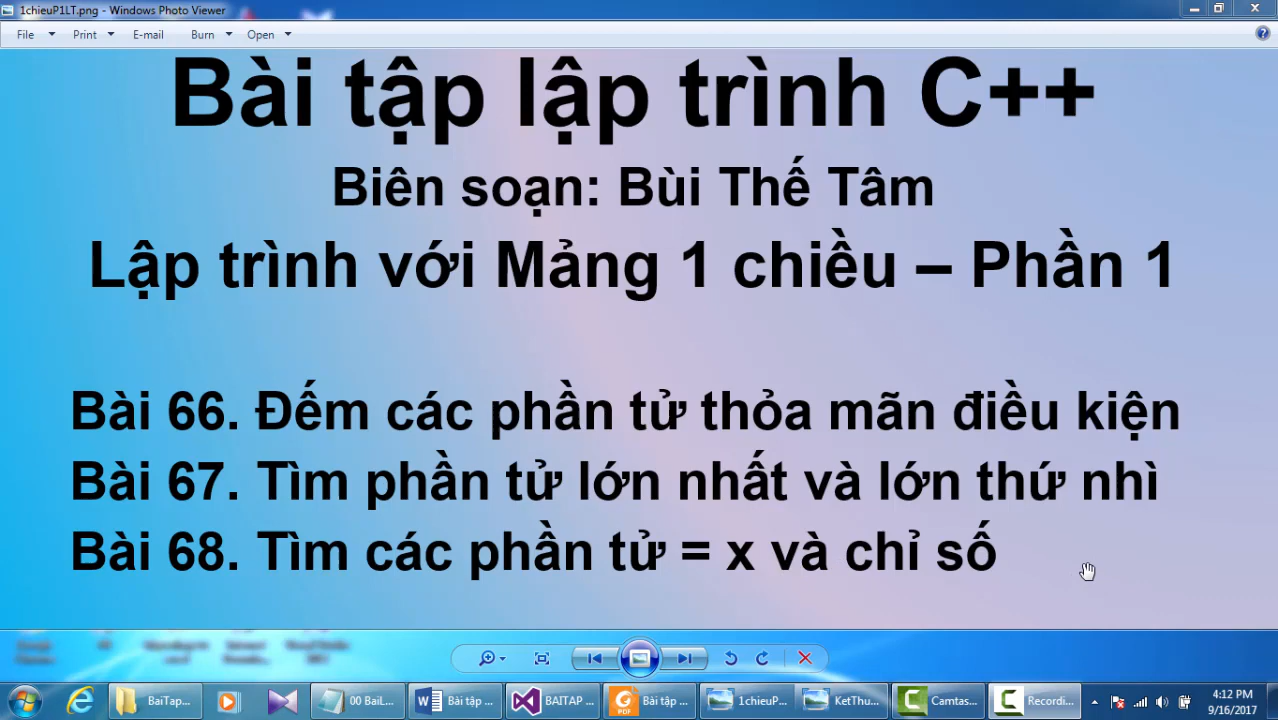 1chieuP1LT.png - Windows Photo Viewer
File Print E-mail Burn Open
Bài tập lập trình C++
Biên soạn: Bùi Thế Tâm
Lập trình với Mảng 1 chiều – Phần 1
Bài 66. Đếm các phần tử thỏa mãn điều kiện
Bài 67. Tìm phần tử lớn nhất và lớn thứ nhì
Bài 68. Tìm các phần tử = x và chỉ số
BaiTap... 00 BaiL... Bài tập ... BAITAP ... Bài tập ... 1chieuP... KetThu... Camtas... Recordi... 4:12 PM
9/16/2017